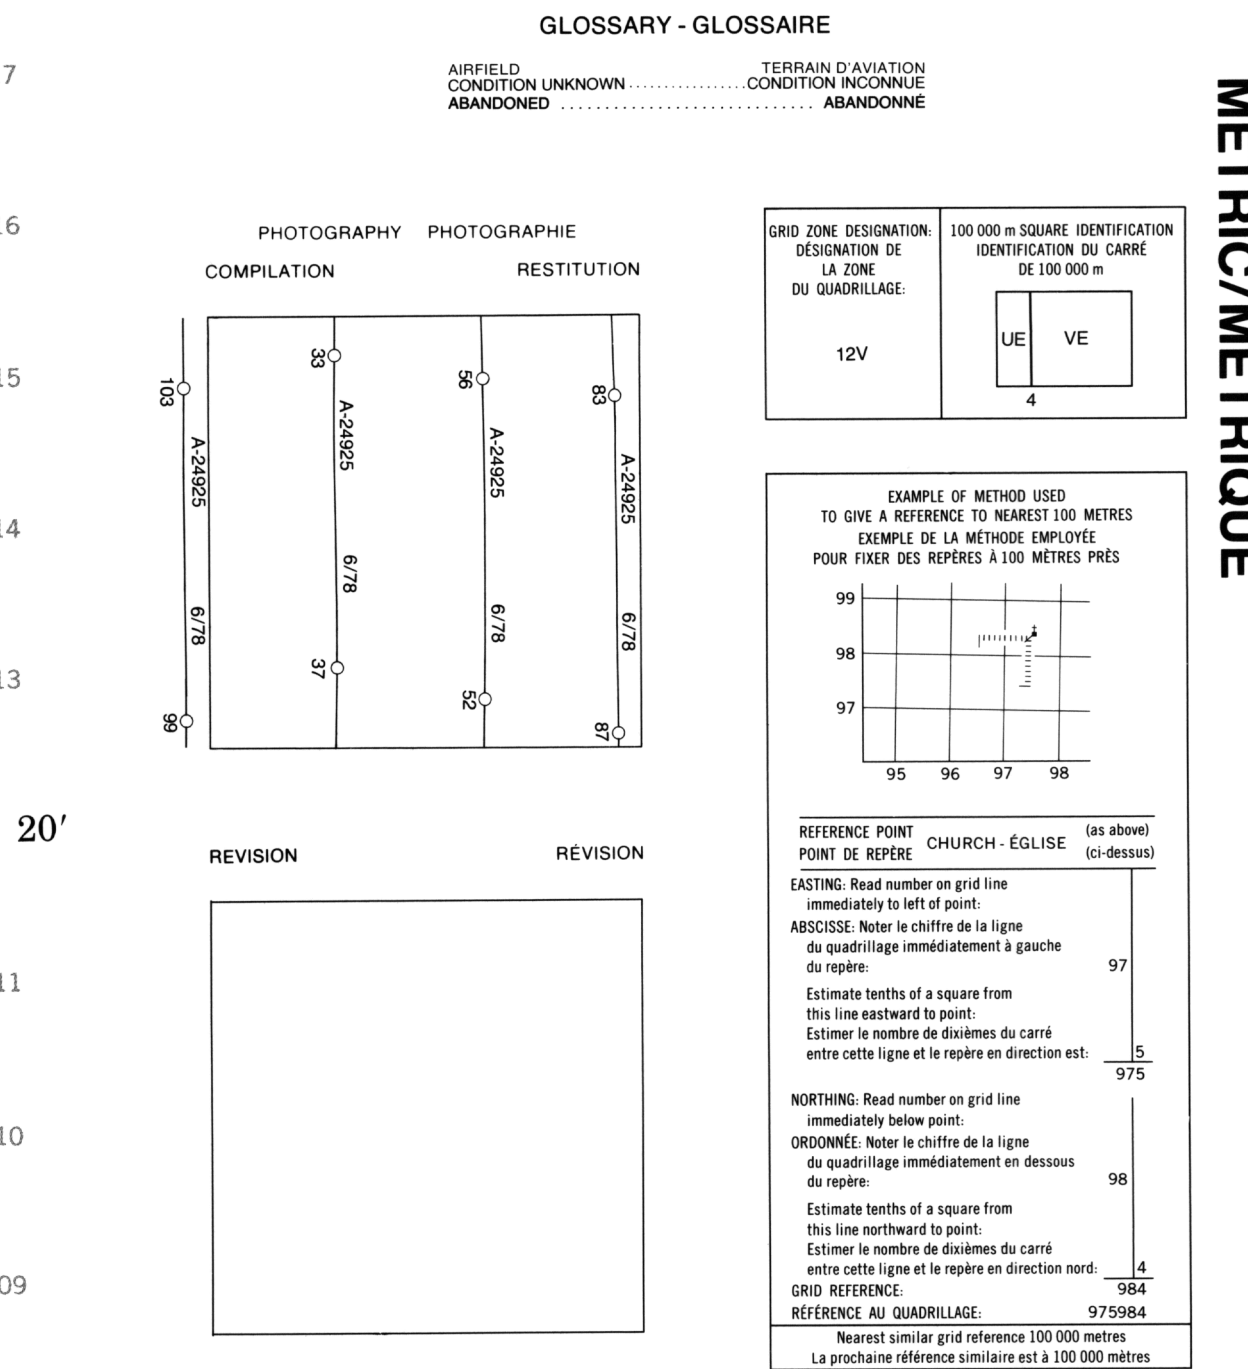 GLOSSARY - GLOSSAIRE
AIRFIELD TERRAIN D'AVIATION
CONDITION UNKNOWN ................ CONDITION INCONNUE
ABANDONED ............................ ABANDONNÉ
METRIC/MÉTRIQUE
7
16
15
14
13
20′
11
10
09
PHOTOGRAPHY PHOTOGRAPHIE
COMPILATION RESTITUTION
103
A-24925
6/78
99
33
A-24925
6/78
37
56
A-24925
6/78
52
83
A-24925
6/78
87
REVISION RÉVISION
GRID ZONE DESIGNATION:
DÉSIGNATION DE
LA ZONE
DU QUADRILLAGE:
12V
100 000 m SQUARE IDENTIFICATION
IDENTIFICATION DU CARRÉ
DE 100 000 m
UE VE
4
EXAMPLE OF METHOD USED
TO GIVE A REFERENCE TO NEAREST 100 METRES
EXEMPLE DE LA MÉTHODE EMPLOYÉE
POUR FIXER DES REPÈRES À 100 MÈTRES PRÈS
99
98
97
95 96 97 98
REFERENCE POINT
POINT DE REPÈRE
CHURCH - ÉGLISE
(as above)
(ci-dessus)
EASTING: Read number on grid line
immediately to left of point:
ABSCISSE: Noter le chiffre de la ligne
du quadrillage immédiatement à gauche
du repère: 97
Estimate tenths of a square from
this line eastward to point:
Estimer le nombre de dixièmes du carré
entre cette ligne et le repère en direction est: 5
975
NORTHING: Read number on grid line
immediately below point:
ORDONNÉE: Noter le chiffre de la ligne
du quadrillage immédiatement en dessous
du repère: 98
Estimate tenths of a square from
this line northward to point:
Estimer le nombre de dixièmes du carré
entre cette ligne et le repère en direction nord: 4
GRID REFERENCE: 984
RÉFÉRENCE AU QUADRILLAGE: 975984
Nearest similar grid reference 100 000 metres
La prochaine référence similaire est à 100 000 mètres